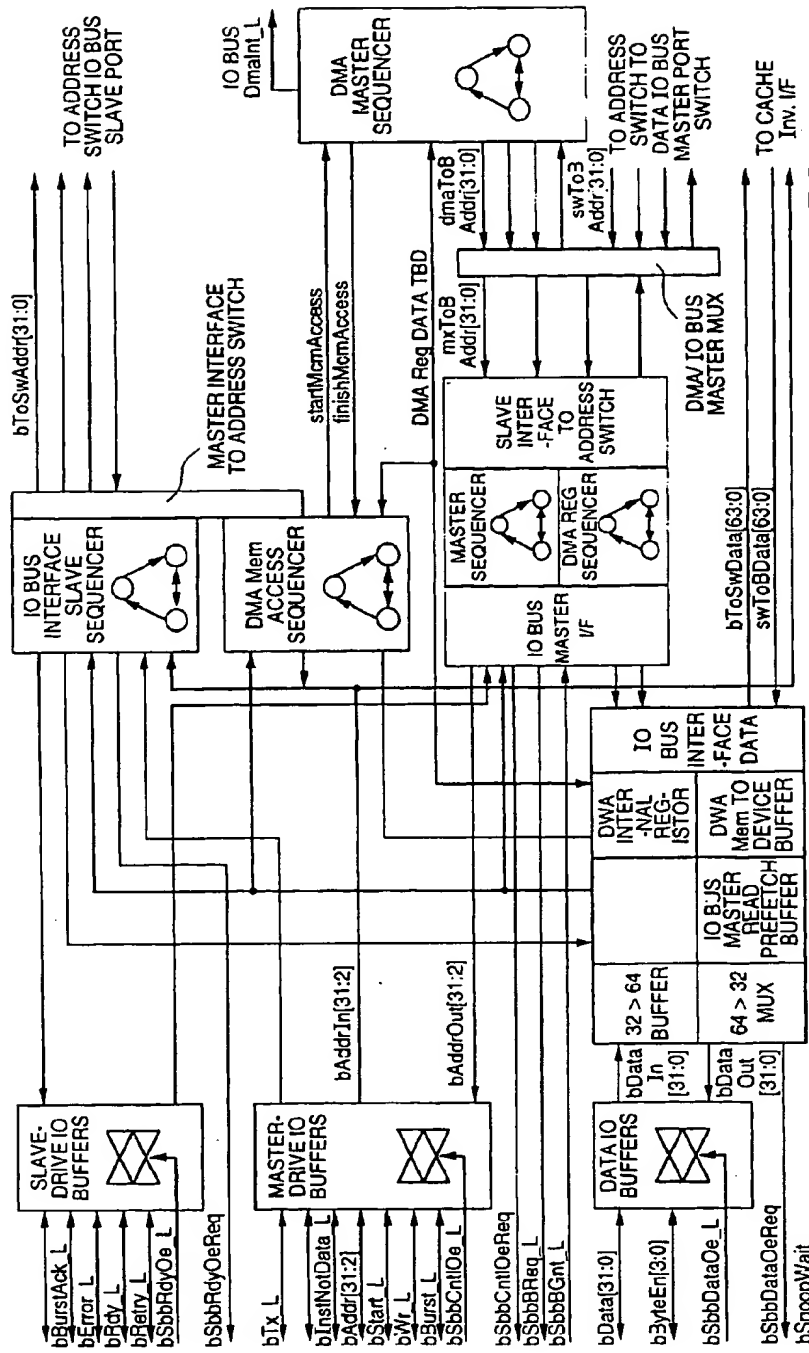 TO ADDRESS
SWITCH IO BUS
SLAVE PORT
bToSwAddr[31:0]
MASTER INTERFACE
TO ADDRESS SWITCH
IO BUS
DmaInt_L
DMA
MASTER
SEQUENCER
startMcmAccess
finishMcmAccess
DMA Reg DATA TBD
dmaToB
Addr[31:0]
swToB
Addr[31:0]
TO ADDRESS
SWITCH TO
DATA IO BUS
MASTER PORT
SWITCH
mxToB
Addr[31:0]
DMA/ IO BUS
MASTER MUX
TO CACHE
Inv. I/F
IO BUS
INTERFACE
SLAVE
SEQUENCER
DMA Mem
ACCESS
SEQUENCER
SLAVE
INTER
-FACE
TO
ADDRESS
SWITCH
MASTER
SEQUENCER
DMA REG
SEQUENCER
IO BUS
MASTER
I/F
bToSwData[63:0]
swToBData[63:0]
IO
BUS
INTER
-FACE
DATA
DWA
INTER
-NAL
REG-
ISTOR
DWA
Mem TO
DEVICE
BUFFER
IO BUS
MASTER
READ
PREFETCH
BUFFER
32 > 64
BUFFER
64 > 32
MUX
bAddrIn[31:2]
bAddrOut[31:2]
bData
In
[31:0]
bData
Out
[31:0]
SLAVE-
DRIVE IO
BUFFERS
MASTER-
DRIVE IO
BUFFERS
DATA IO
BUFFERS
bBurstAck_L
bError_L
bRdy_L
bRetry_L
bSbbRdyOe_L
bSbbRdyOeReq
bTx_L
bInstNotData_L
bAddr[31:2]
bStart_L
bWr_L
bBurst_L
bSbbCntlOe_L
bSbbCntlOeReq
bSbbBReq_L
bSbbBGnt_L
bData[31:0]
bByteEn[3:0]
bSbbDataOe_L
bSbbDataOeReq
bSnoopWait